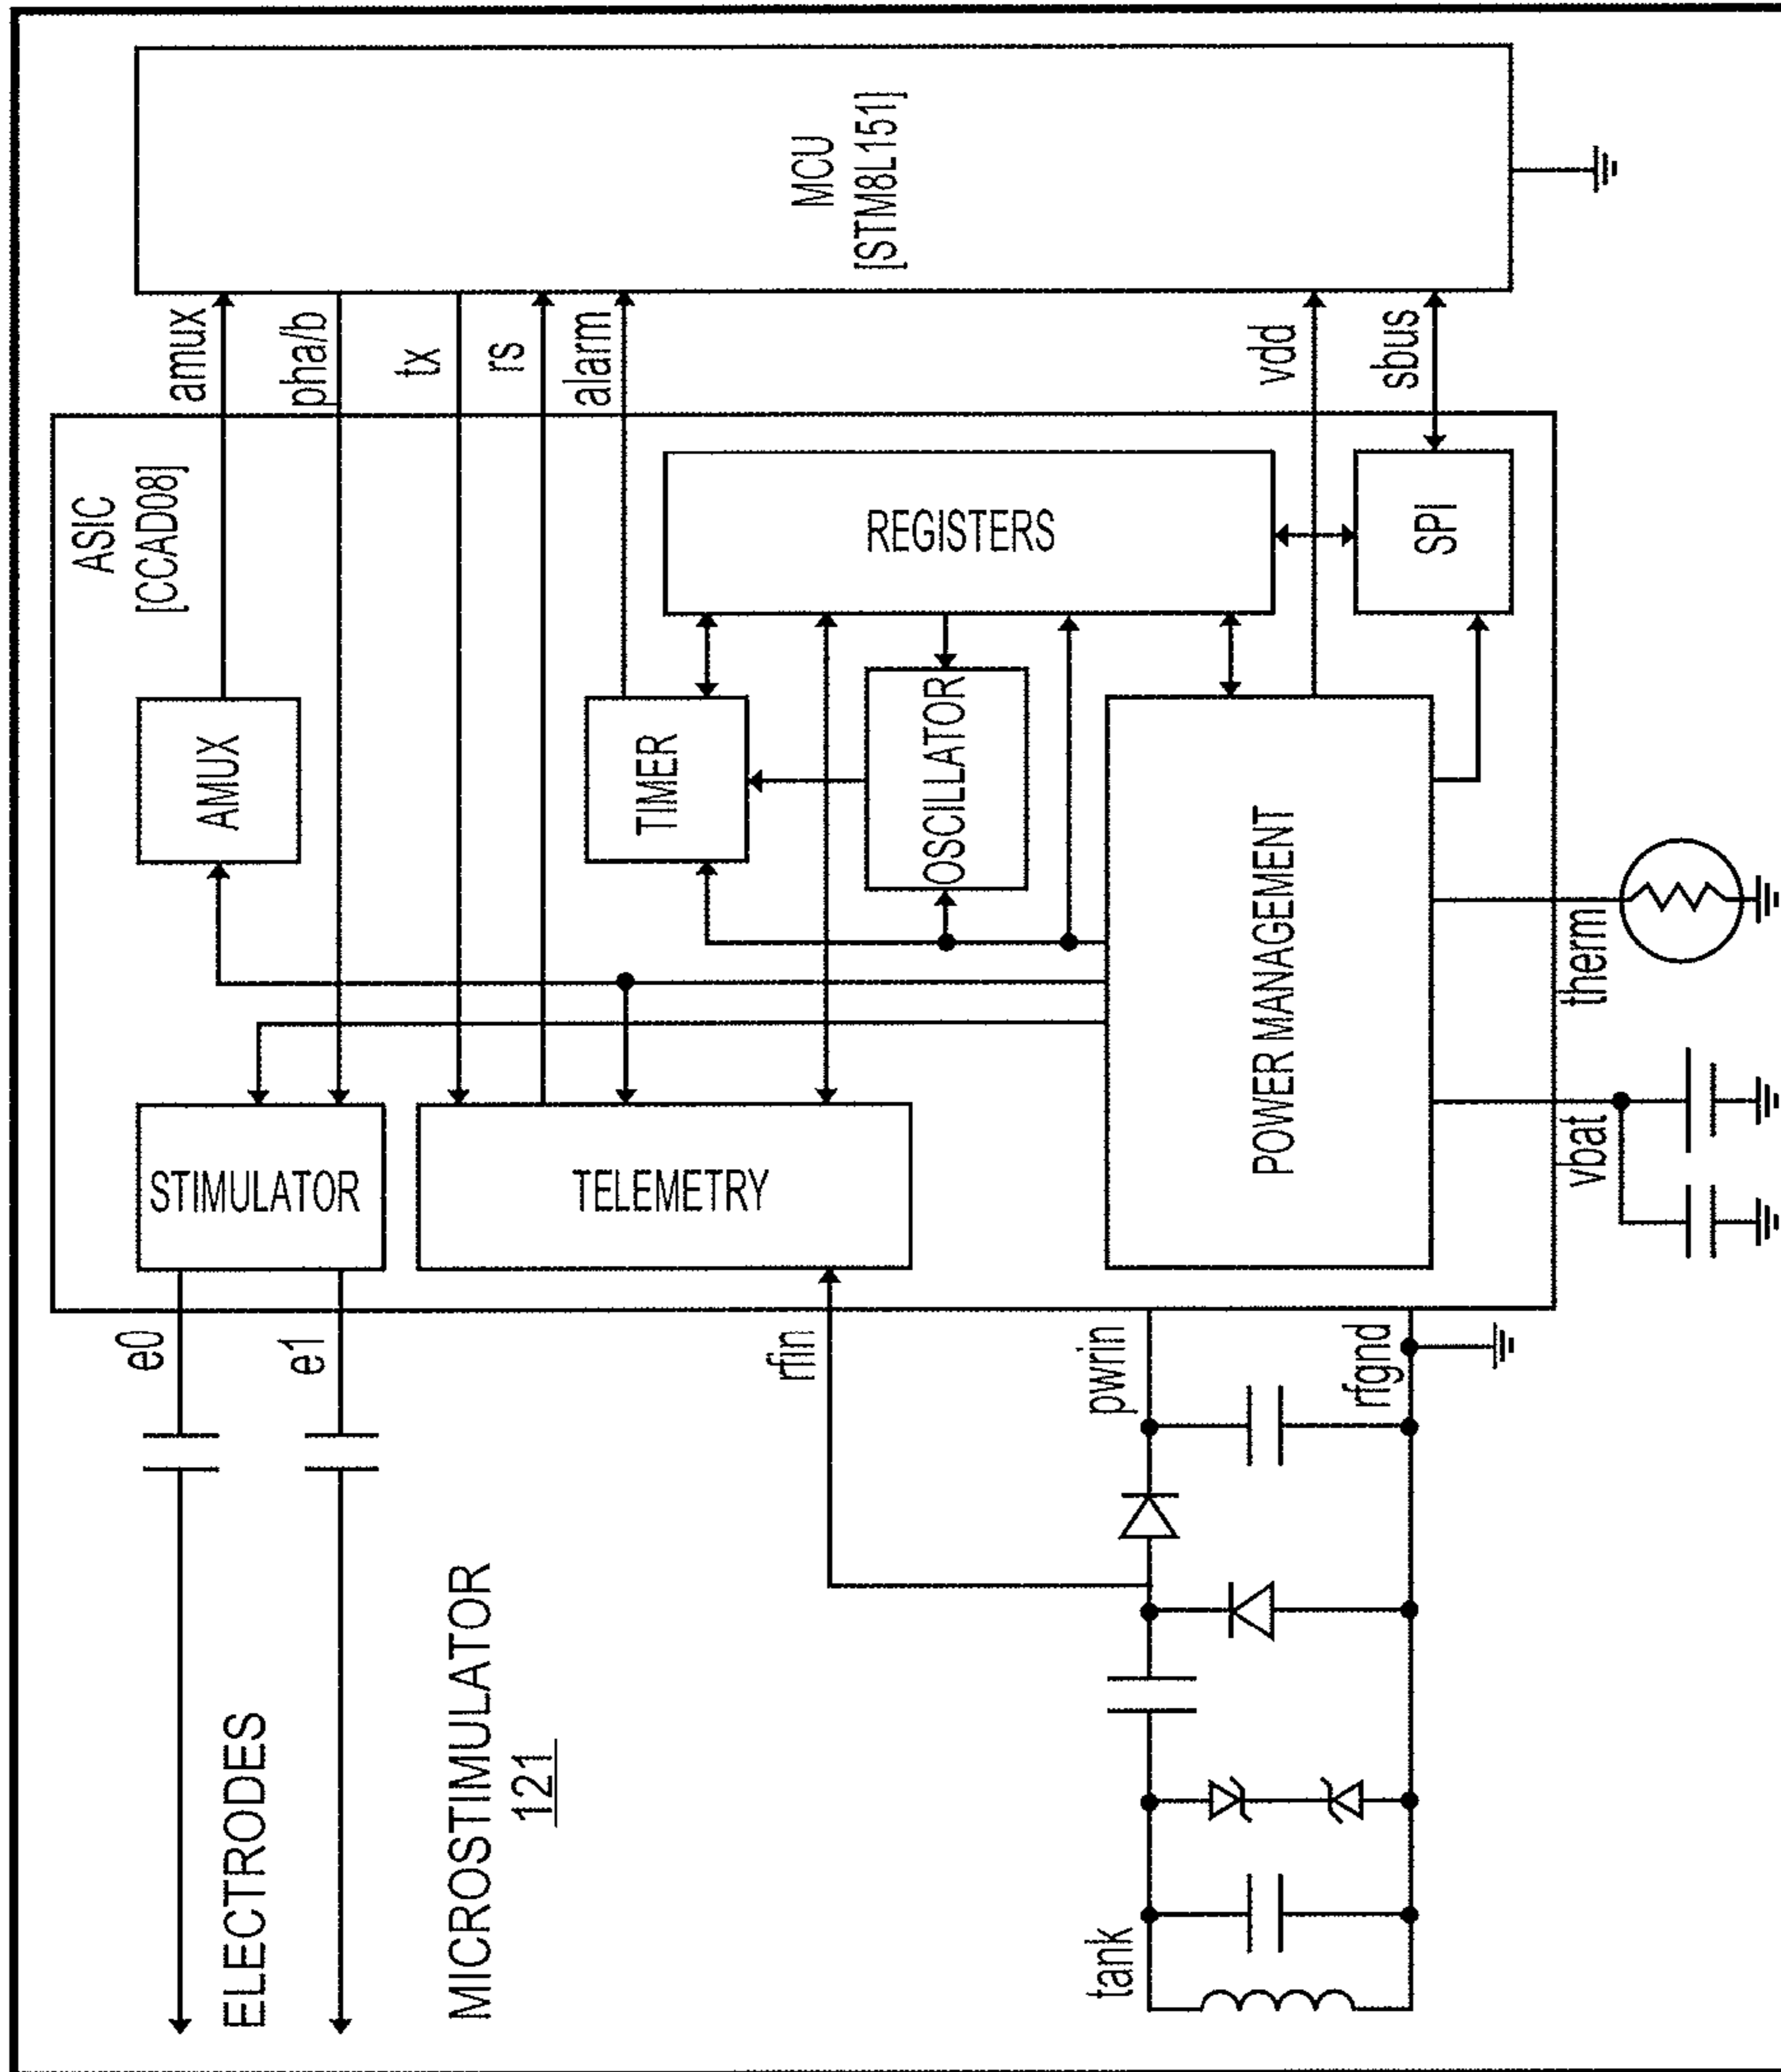 ELECTRODES
MICROSTIMULATOR
121
e0
e1
rfin
tank
pwrin
rfgnd
ASIC
[CCAD08]
STIMULATOR
AMUX
TELEMETRY
TIMER
OSCILLATOR
REGISTERS
POWER MANAGEMENT
SPI
vbat
therm
amux
pha/b
tx
rs
alarm
vdd
sbus
MCU
[STM8L151]